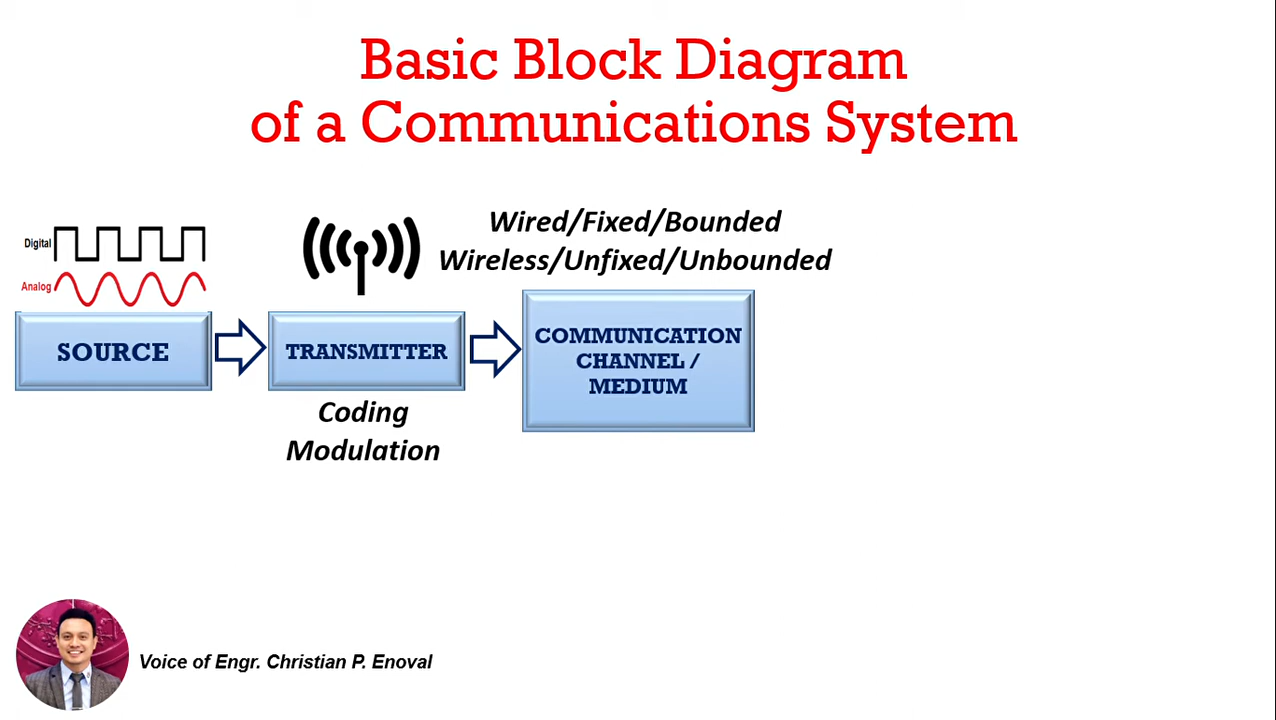 Basic Block Diagram
of a Communications System
Wired/Fixed/Bounded
Wireless/Unfixed/Unbounded
Digital
Analog
SOURCE
TRANSMITTER
COMMUNICATION
CHANNEL /
MEDIUM
Coding
Modulation
Voice of Engr. Christian P. Enoval